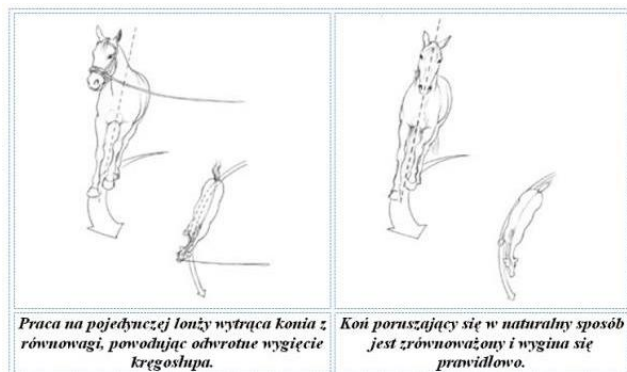 Praca na pojedynczej lonży wytrąca konia z
równowagi, powodując odwrotne wygięcie
kręgosłupa.
Koń poruszający się w naturalny sposób
jest zrównoważony i wygina się
prawidłowo.